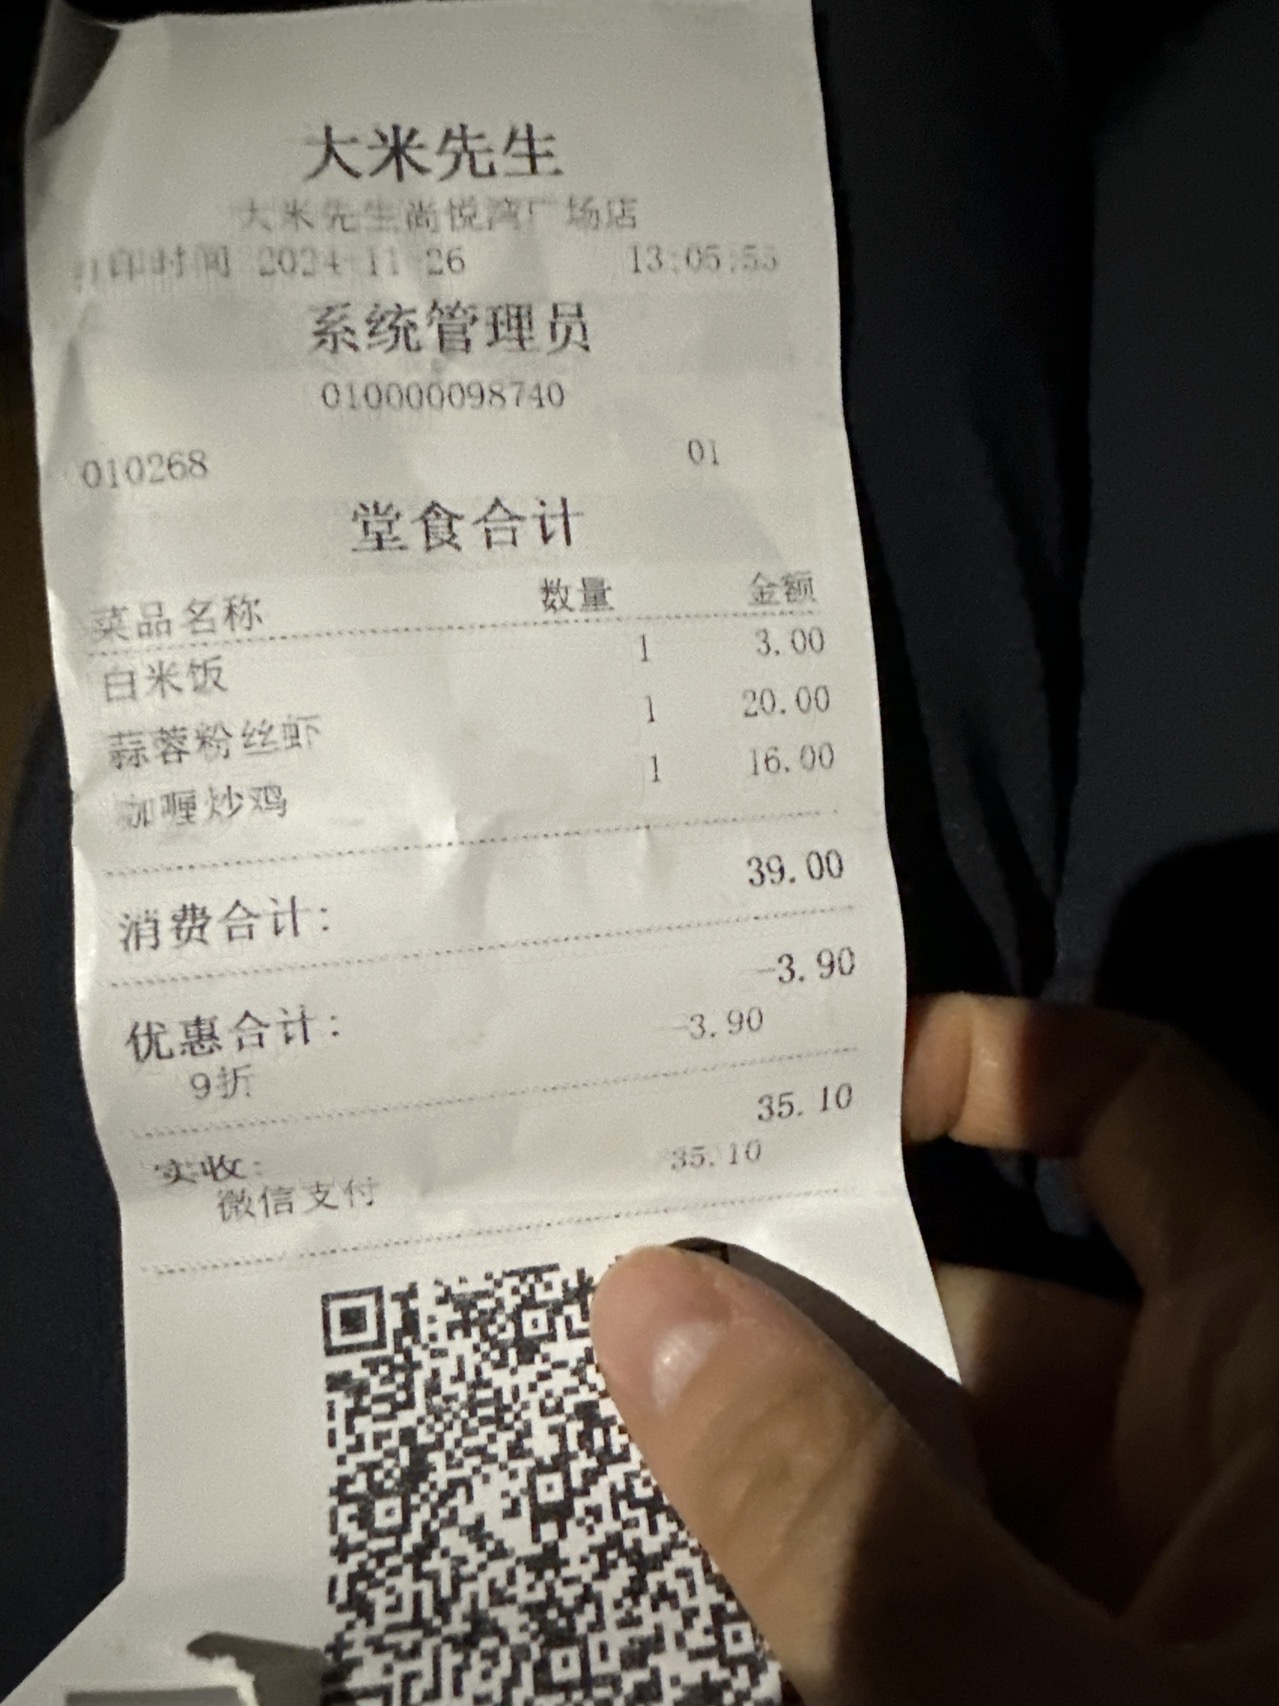 大米先生
大米先生尚悦湾广场店
打印时间 2024-11-26 13:05:53
系统管理员
010000098740
010268 01
堂食合计
菜品名称 数量 金额
白米饭 1 3.00
蒜蓉粉丝虾 1 20.00
咖喱炒鸡 1 16.00
消费合计: 39.00
优惠合计: -3.90
9折 -3.90
实收: 35.10
微信支付 35.10